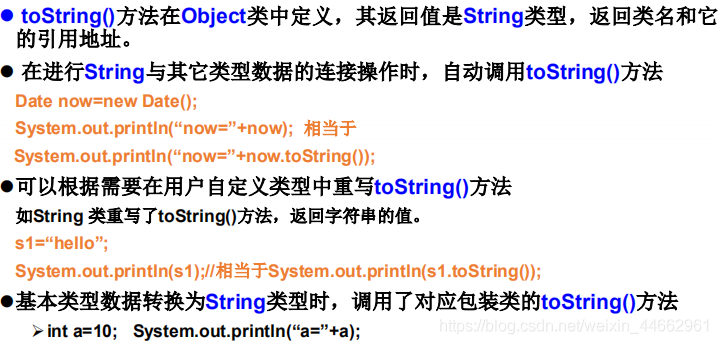 ● toString()方法在Object类中定义，其返回值是String类型，返回类名和它
的引用地址。
● 在进行String与其它类型数据的连接操作时，自动调用toString()方法
Date now=new Date();
System.out.println(“now=”+now); 相当于
System.out.println(“now=”+now.toString());
●可以根据需要在用户自定义类型中重写toString()方法
如String 类重写了toString()方法，返回字符串的值。
s1=“hello”;
System.out.println(s1);//相当于System.out.println(s1.toString());
●基本类型数据转换为String类型时，调用了对应包装类的toString()方法
➢int a=10; System.out.println(“a=”+a);
https://blog.csdn.net/weixin_44662961